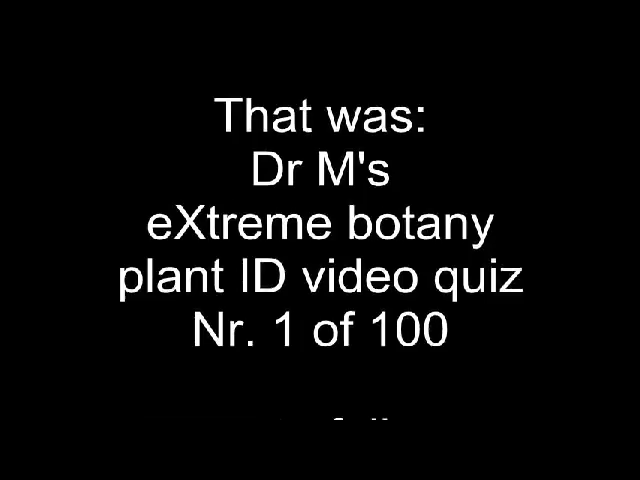 That was:
Dr M's
eXtreme botany
plant ID video quiz
Nr. 1 of 100